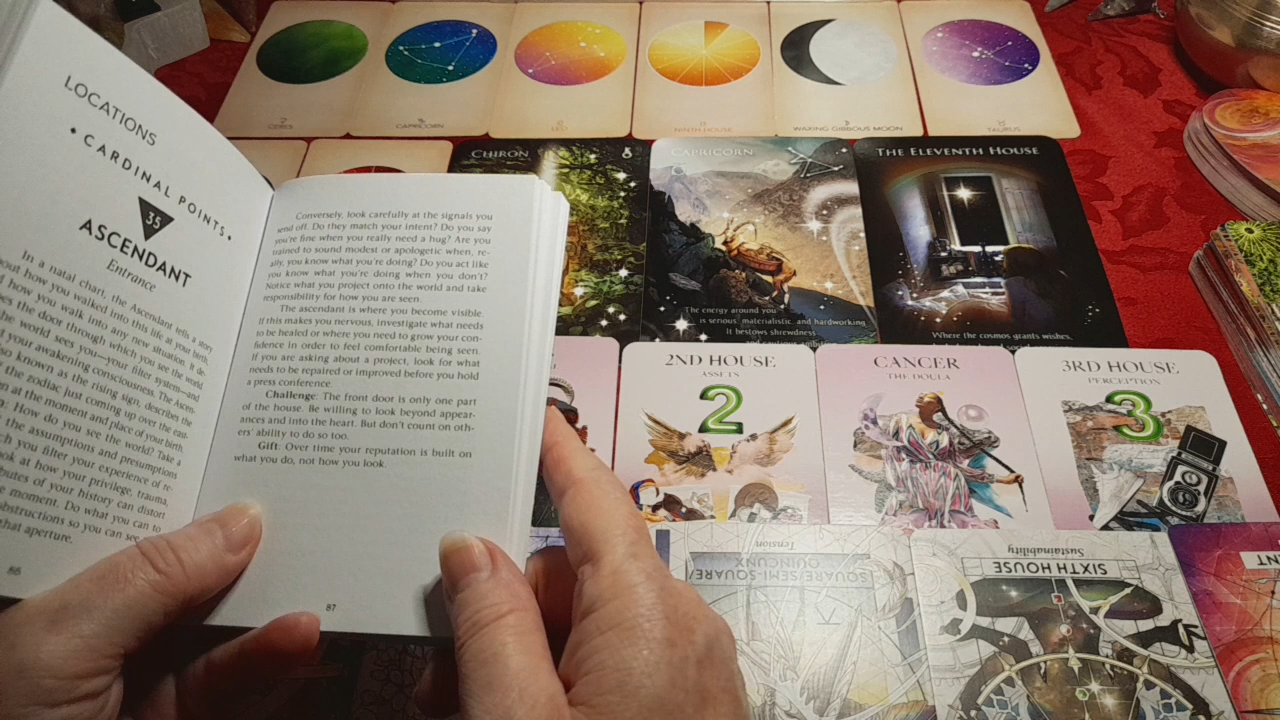 LOCATIONS
• CARDINAL POINTS •
35
ASCENDANT
Entrance
In a natal chart, the Ascendant tells a story
how you walked into this life at your birth,
how you walk into any new situation. It de-
the door through which you see the world
the world sees you—your filter system—and
your awakening consciousness. The Ascen-
known as the rising sign, describes the
the zodiac just coming up over the east-
at the moment and place of your birth.
How do you see the world? Take a
the assumptions and presumptions
you filter your experience of re-
at how your privilege, trauma,
of your history can distort
moment. Do what you can to
obstructions so you can see
that aperture.
86
Conversely, look carefully at the signals you
send off. Do they match your intent? Do you say
you're fine when you really need a hug? Are you
trained to sound modest or apologetic when, re-
ally, you know what you're doing? Do you act like
you know what you're doing when you don't?
Notice what you project onto the world and take
responsibility for how you are seen.
The ascendant is where you become visible.
If this makes you nervous, investigate what needs
to be healed or where you need to grow your con-
fidence in order to feel comfortable being seen.
If you are asking about a project, look for what
needs to be repaired or improved before you hold
a press conference.
Challenge: The front door is only one part
of the house. Be willing to look beyond appear-
ances and into the heart. But don't count on oth-
ers' ability to do so too.
Gift: Over time your reputation is built on
what you do, not how you look.
87
CERES
CAPRICORN
LEO
NINTH HOUSE
WAXING GIBBOUS MOON
TAURUS
CHIRON
CAPRICORN
The energy around you
is serious, materialistic, and hardworking.
It bestows shrewdness
THE ELEVENTH HOUSE
Where the cosmos grants wishes,
2ND HOUSE
ASSETS
2
CANCER
THE DOULA
3RD HOUSE
PERCEPTION
3
Tension
SQUARE/SEMI-SQUARE/
QUINCUNX
Sustainability
SIXTH HOUSE